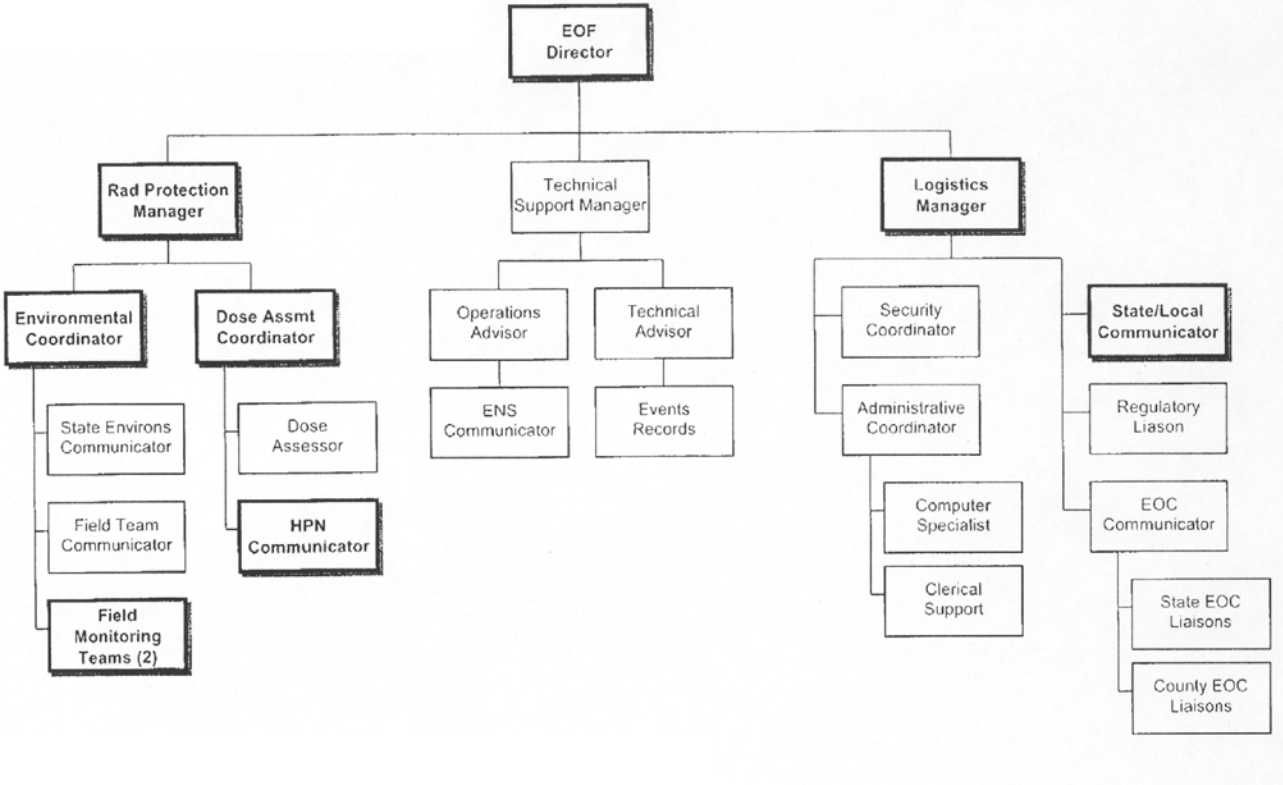 EOF
Director
Rad Protection
Manager
Technical
Support Manager
Logistics
Manager
Environmental
Coordinator
Dose Assmt
Coordinator
Operations
Advisor
Technical
Advisor
Security
Coordinator
State/Local
Communicator
State Environs
Communicator
Dose
Assessor
ENS
Communicator
Events
Records
Administrative
Coordinator
Regulatory
Liason
Field Team
Communicator
HPN
Communicator
Computer
Specialist
EOC
Communicator
Field
Monitoring
Teams (2)
Clerical
Support
State EOC
Liaisons
County EOC
Liaisons